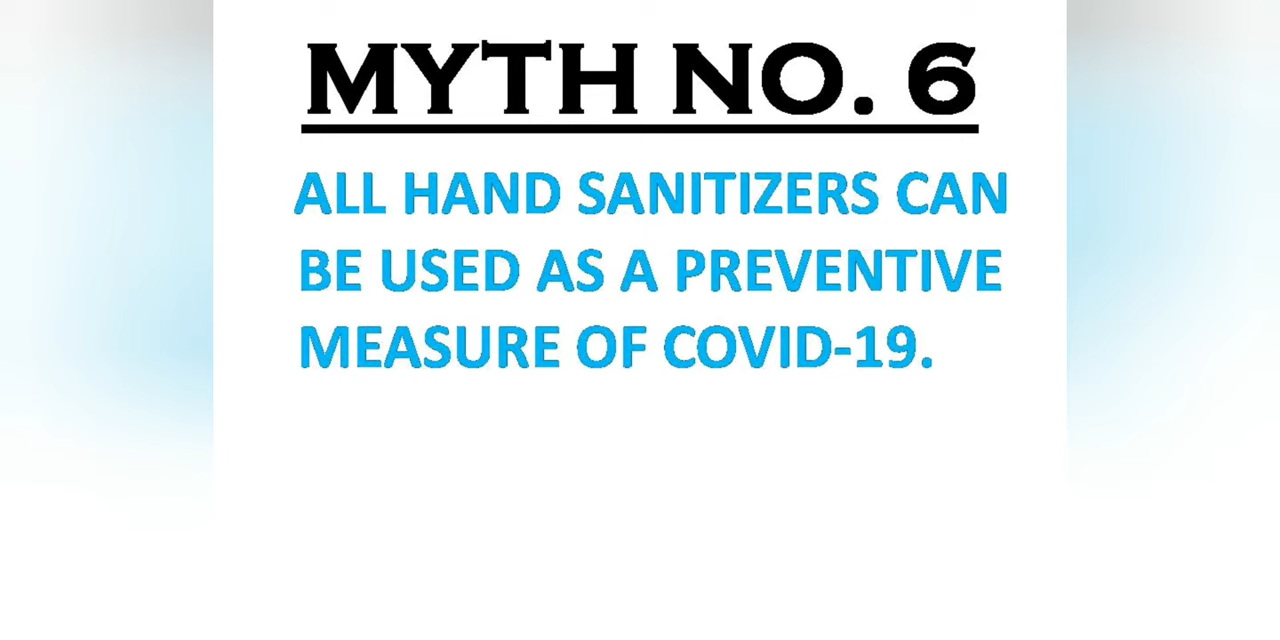 MYTH NO. 6
ALL HAND SANITIZERS CAN
BE USED AS A PREVENTIVE
MEASURE OF COVID-19.